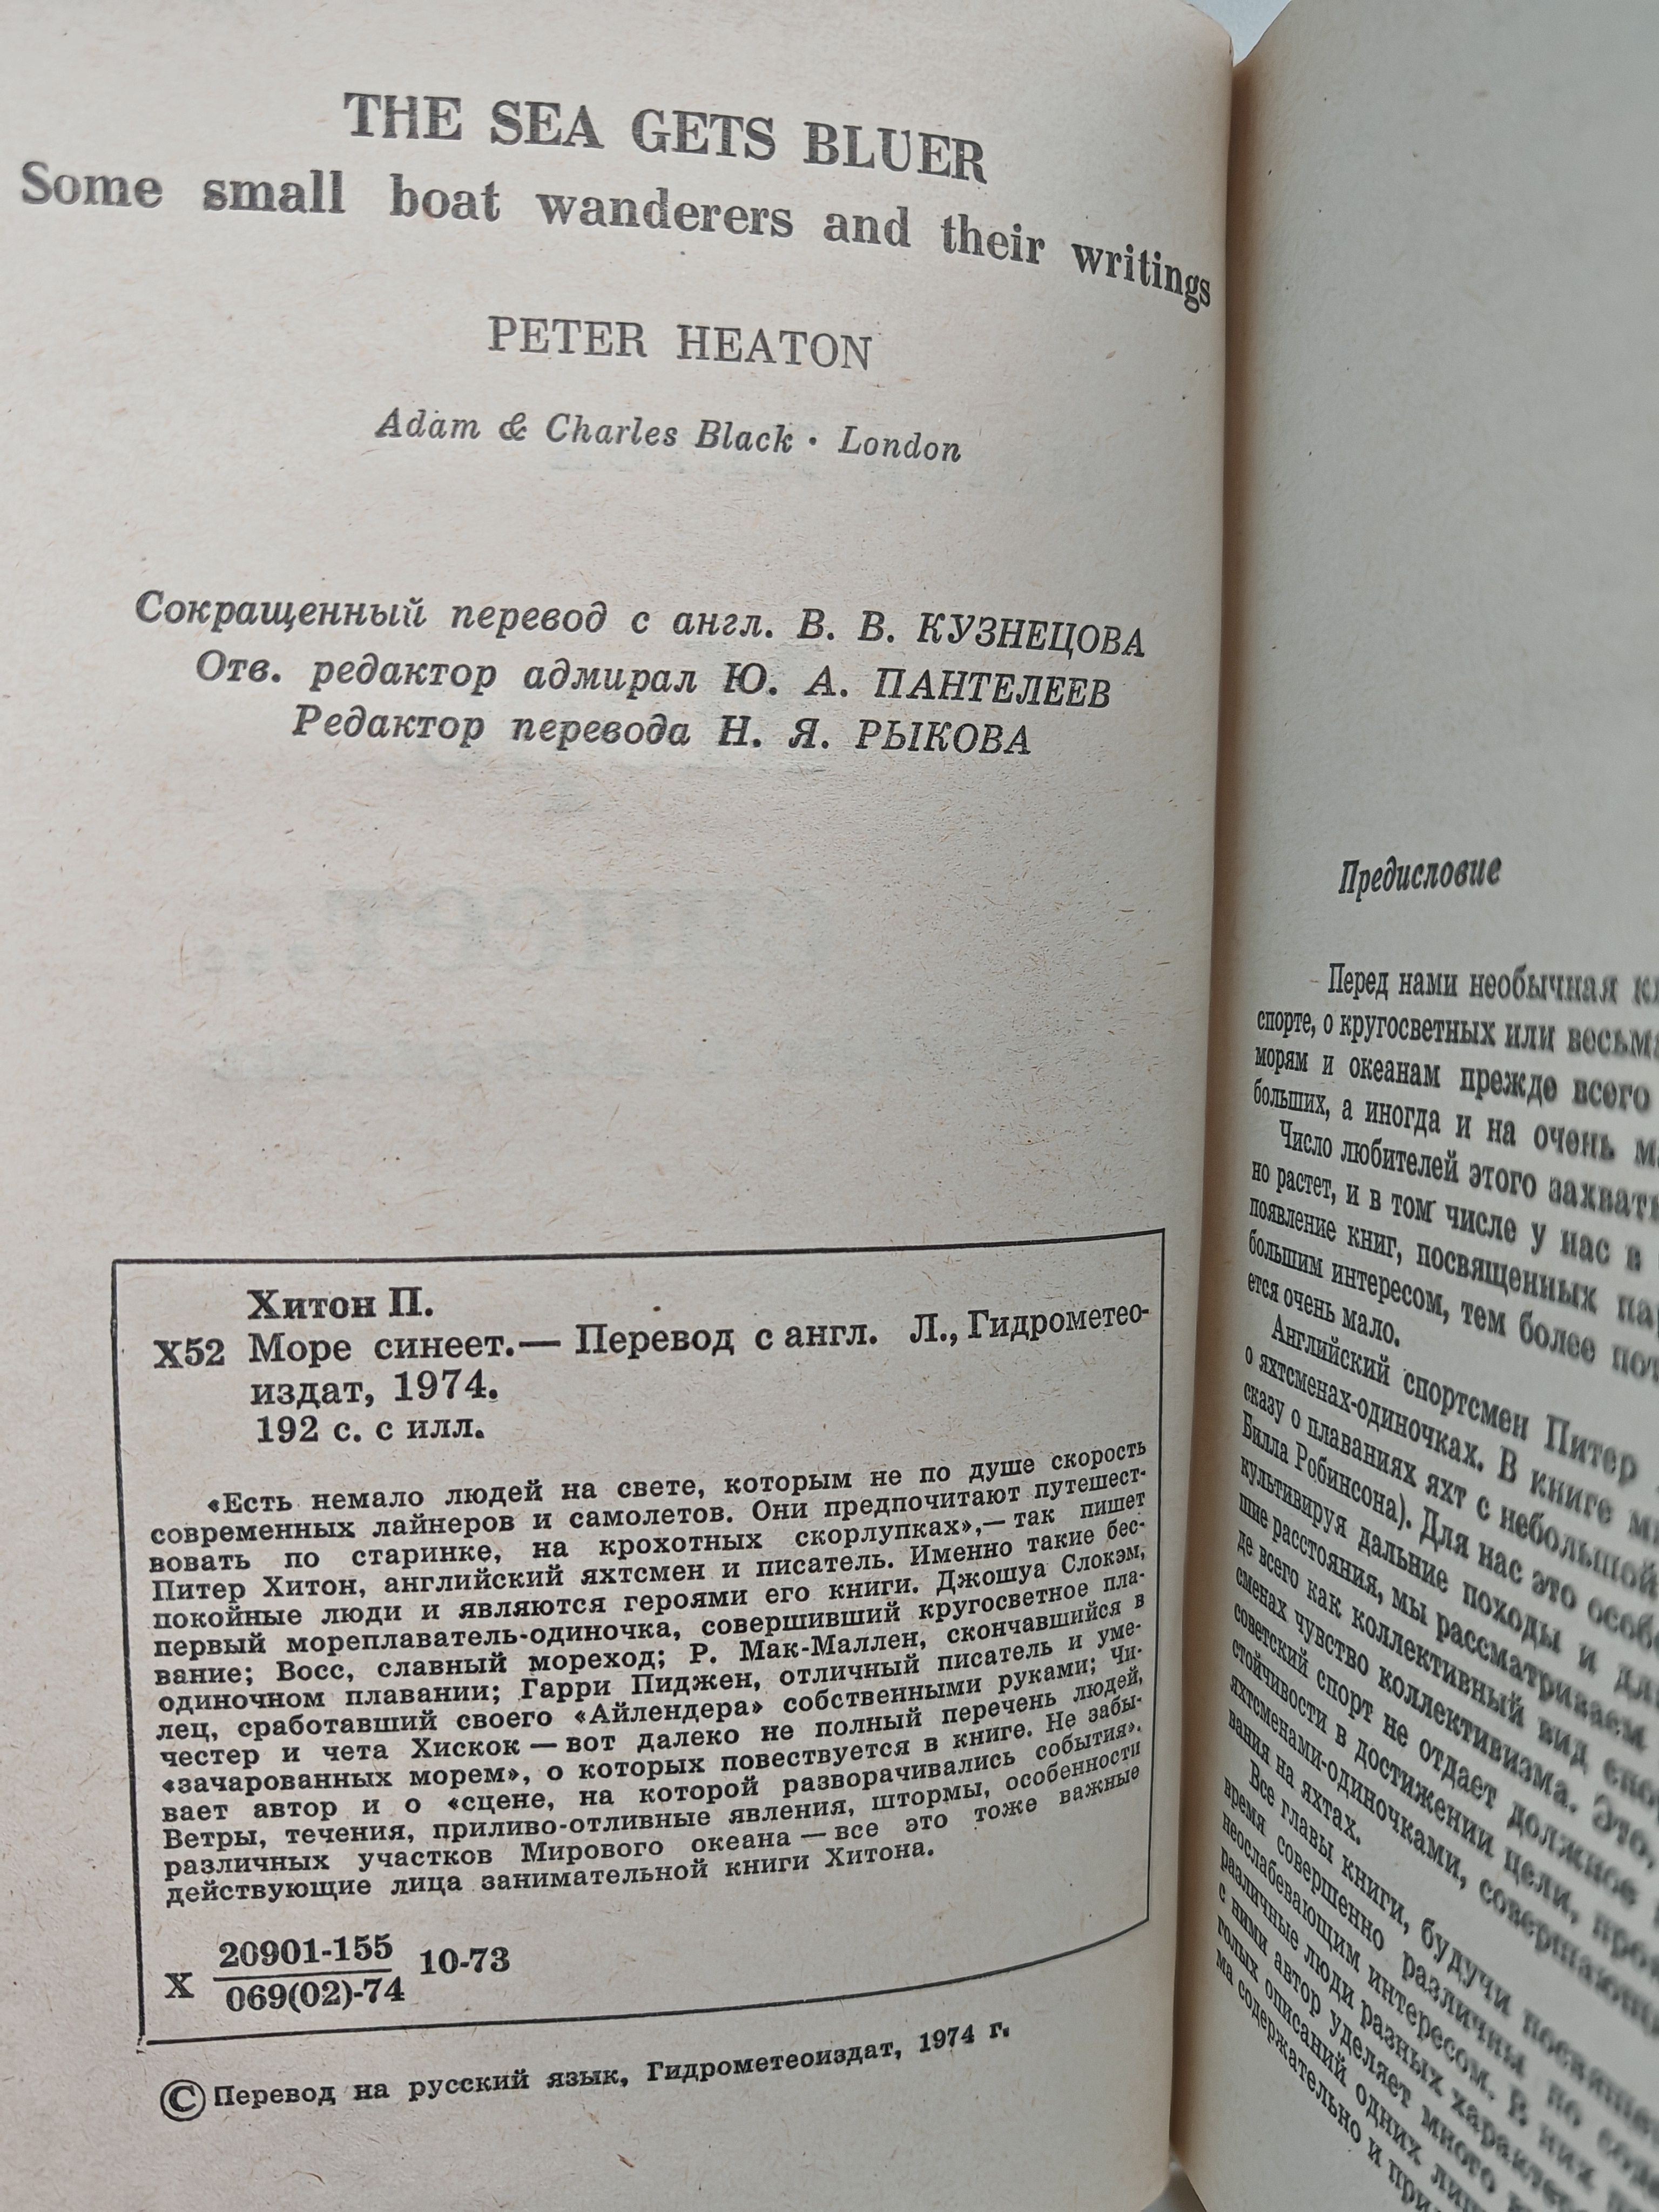 THE SEA GETS BLUER
Some small boat wanderers and their writings
PETER HEATON
Adam & Charles Black · London
Сокращенный перевод с англ. В. В. КУЗНЕЦОВА
Отв. редактор адмирал Ю. А. ПАНТЕЛЕЕВ
Редактор перевода Н. Я. РЫКОВА
Хитон П.
Х52 Море синеет.— Перевод с англ. Л., Гидрометео-
издат, 1974.
192 с. с илл.
«Есть немало людей на свете, которым не по душе скорость
современных лайнеров и самолетов. Они предпочитают путешест-
вовать по старинке, на крохотных скорлупках»,— так пишет
Питер Хитон, английский яхтсмен и писатель. Именно такие бес-
покойные люди и являются героями его книги. Джошуа Слокэм,
первый мореплаватель-одиночка, совершивший кругосветное пла-
вание; Восс, славный мореход; Р. Мак-Маллен, скончавшийся в
одиночном плавании; Гарри Пиджен, отличный писатель и уме-
лец, сработавший своего «Айлендера» собственными руками; Чи-
честер и чета Хискок — вот далеко не полный перечень людей,
«зачарованных морем», о которых повествуется в книге. Не забы-
вает автор и о «сцене, на которой разворачивались события».
Ветры, течения, приливо-отливные явления, штормы, особенности
различных участков Мирового океана — все это тоже важные
действующие лица занимательной книги Хитона.
Х 20901-155 10-73
069(02)-74
© Перевод на русский язык, Гидрометеоиздат, 1974 г.
Предисловие
Перед нами необычная
спорте, о кругосветных или весьма
морям и океанам прежде всего
больших, а иногда и на очень
Число любителей этого
но растет, и в том числе у нас в
появление книг, посвященных
большим интересом, тем более
ется очень мало.
Английский спортсмен Питер
о яхтсменах-одиночках. В книге
сказу о плаваниях яхт с небольшой
Билла Робинсона). Для нас это
культивируя дальние походы и
шие расстояния, мы рассматриваем
де всего как коллективный вид
сменах чувство коллективизма. Это,
советский спорт не отдает должное
стойчивости в достижении цели,
яхтсменами-одиночками,
вания на яхтах.
Все главы книги, будучи
время совершенно различны по
неослабевающим интересом. В них
различные люди разных
с ними автор уделяет много
голых описаний одних
ма содержательно и